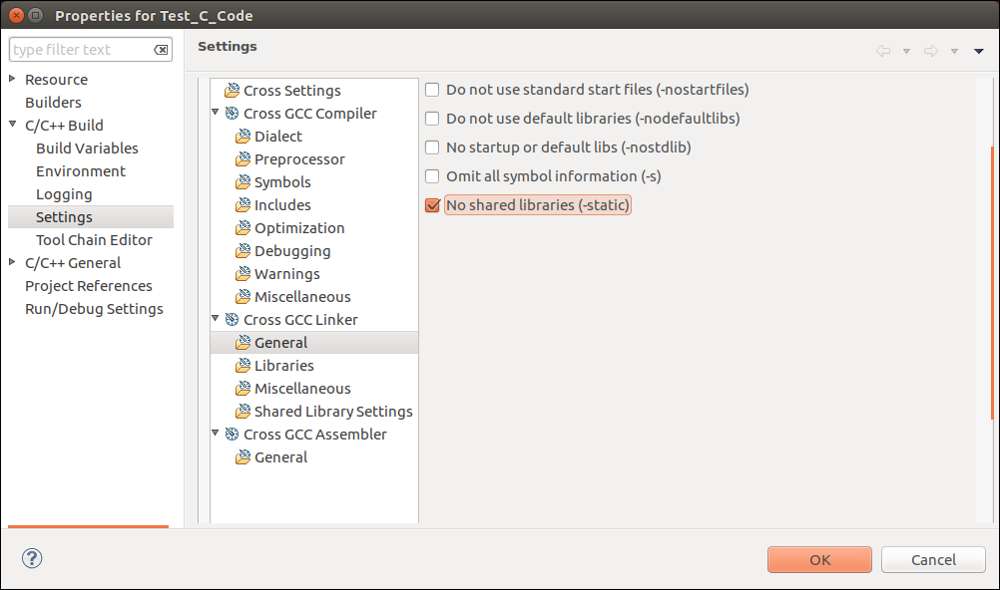 Properties for Test_C_Code
type filter text
Resource
Builders
C/C++ Build
Build Variables
Environment
Logging
Settings
Tool Chain Editor
C/C++ General
Project References
Run/Debug Settings
Settings
Cross Settings
Cross GCC Compiler
Dialect
Preprocessor
Symbols
Includes
Optimization
Debugging
Warnings
Miscellaneous
Cross GCC Linker
General
Libraries
Miscellaneous
Shared Library Settings
Cross GCC Assembler
General
Do not use standard start files (-nostartfiles)
Do not use default libraries (-nodefaultlibs)
No startup or default libs (-nostdlib)
Omit all symbol information (-s)
No shared libraries (-static)
?
OK
Cancel